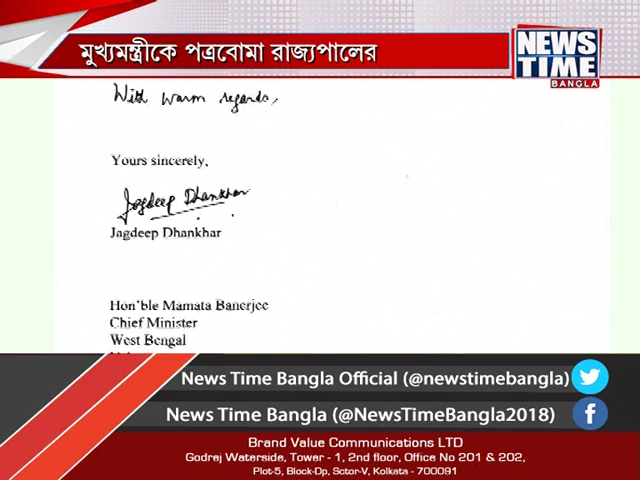 মুখ্যমন্ত্রীকে পত্রবোমা রাজ্যপালের
NEWS
TIME
BANGLA
With warm regards,
Yours sincerely,
Jagdeep Dhankhar
Jagdeep Dhankhar
Hon'ble Mamata Banerjee
Chief Minister
West Bengal
News Time Bangla Official (@newstimebangla)
News Time Bangla (@NewsTimeBangla2018)
Brand Value Communications LTD
Godrej Waterside, Tower - 1, 2nd floor, Office No 201 & 202,
Plot-5, Block-Dp, Sctor-V, Kolkata - 700091